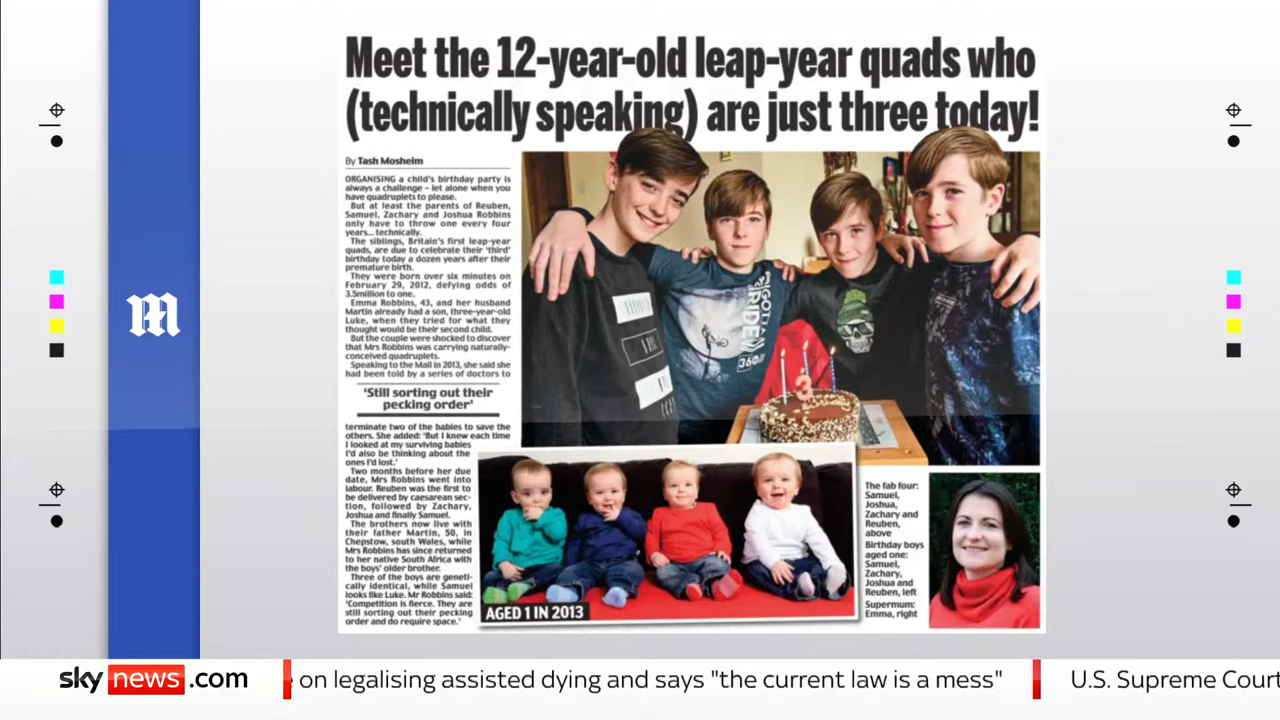 Meet the 12-year-old leap-year quads who
(technically speaking) are just three today!
By Tash Mosheim
ORGANISING a child's birthday party is
always a challenge – let alone when you
have quadruplets to please.
But at least the parents of Reuben,
Samuel, Zachary and Joshua Robbins
only have to throw one every four
years... technically.
The siblings, Britain's first leap-year
quads, are due to celebrate their 'third'
birthday today a dozen years after their
premature birth.
They were born over six minutes on
February 29, 2012, defying odds of
3.5million to one.
Emma Robbins, 43, and her husband
Martin already had a son, three-year-old
Luke, when they tried for what they
thought would be their second child.
But the couple were shocked to discover
that Mrs Robbins was carrying naturally-
conceived quadruplets.
Speaking to the Mail in 2013, she said she
had been told by a series of doctors to
'Still sorting out their
pecking order'
terminate two of the babies to save the
others. She added: 'But I knew each time
I looked at my surviving babies
I'd also be thinking about the
ones I'd lost.'
Two months before her due
date, Mrs Robbins went into
labour. Reuben was the first to
be delivered by caesarean sec-
tion, followed by Zachary,
Joshua and finally Samuel.
The brothers now live with
their father Martin, 50, in
Chepstow, south Wales, while
Mrs Robbins has since returned
to her native South Africa with
the boys' older brother.
Three of the boys are geneti-
cally identical, while Samuel
looks like Luke. Mr Robbins said:
'Competition is fierce. They are
still sorting out their pecking
order and do require space.'
3
AGED 1 IN 2013
The fab four:
Samuel,
Joshua,
Zachary and
Reuben,
above
Birthday boys
aged one:
Samuel,
Zachary,
Joshua and
Reuben, left
Supermum:
Emma, right
sky news.com
on legalising assisted dying and says "the current law is a mess"
U.S. Supreme Court